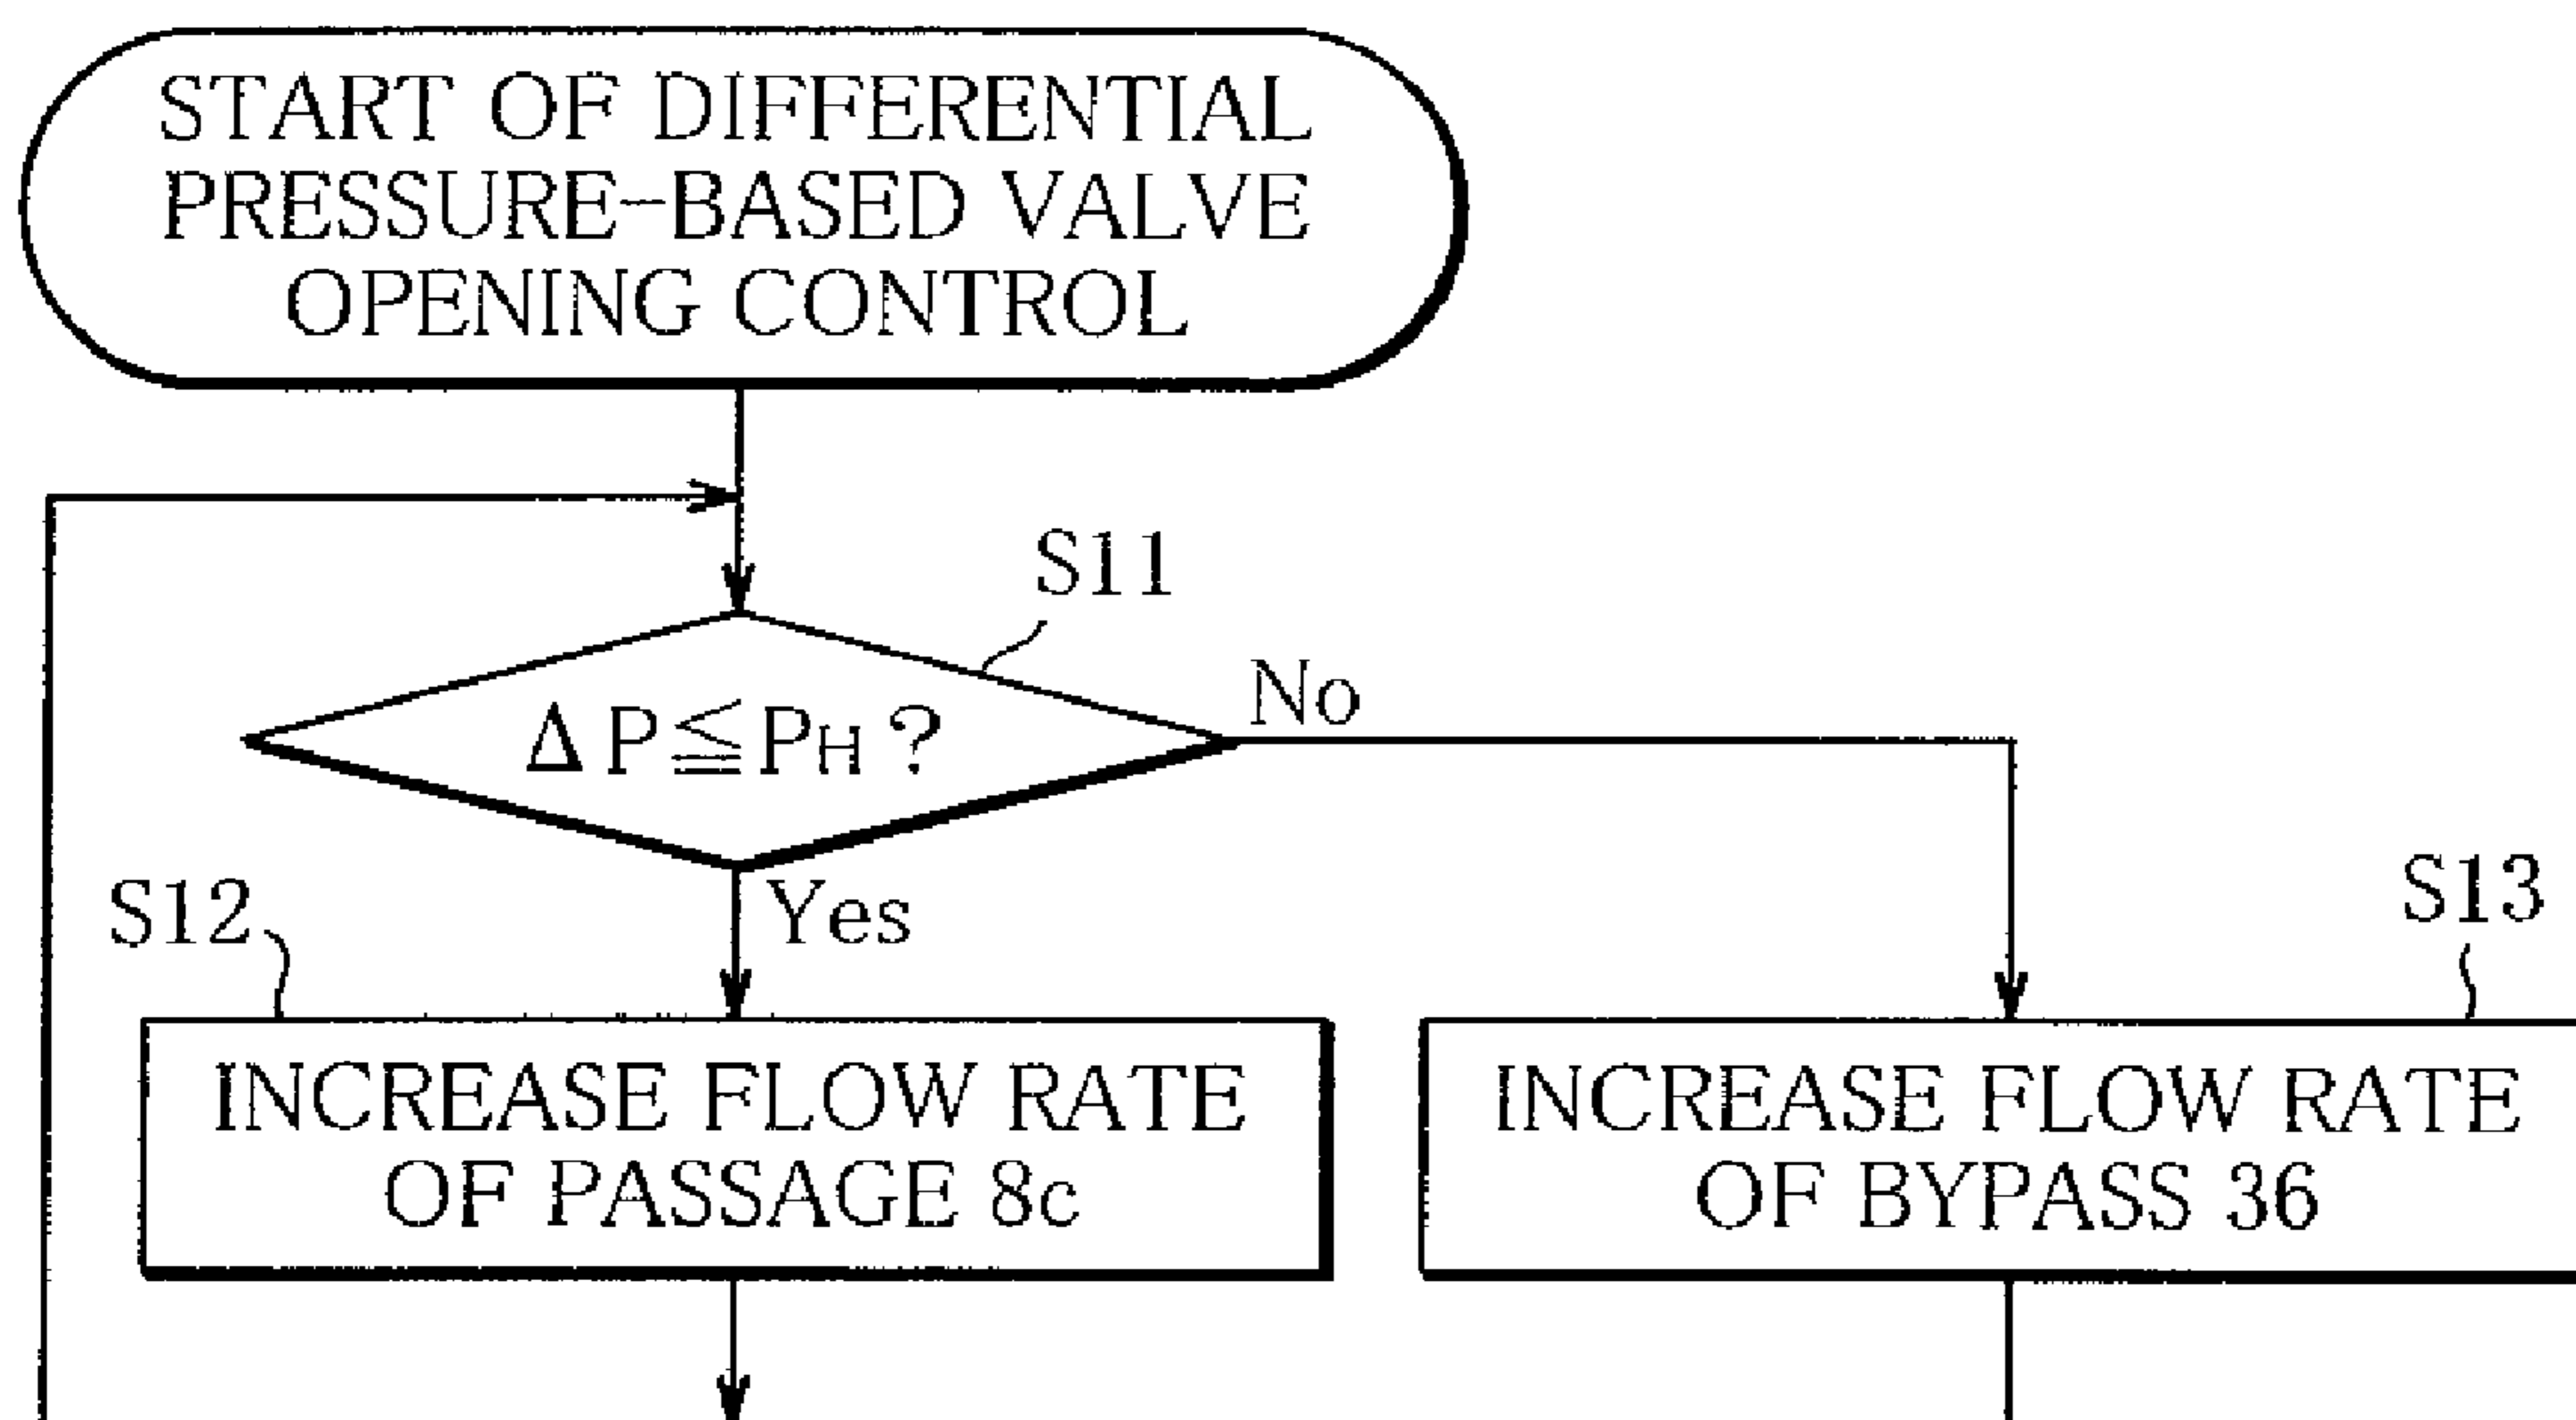 START OF DIFFERENTIAL
PRESSURE-BASED VALVE
OPENING CONTROL
S11
ΔP≦PH?
No
Yes
S12
S13
INCREASE FLOW RATE
OF PASSAGE 8c
INCREASE FLOW RATE
OF BYPASS 36